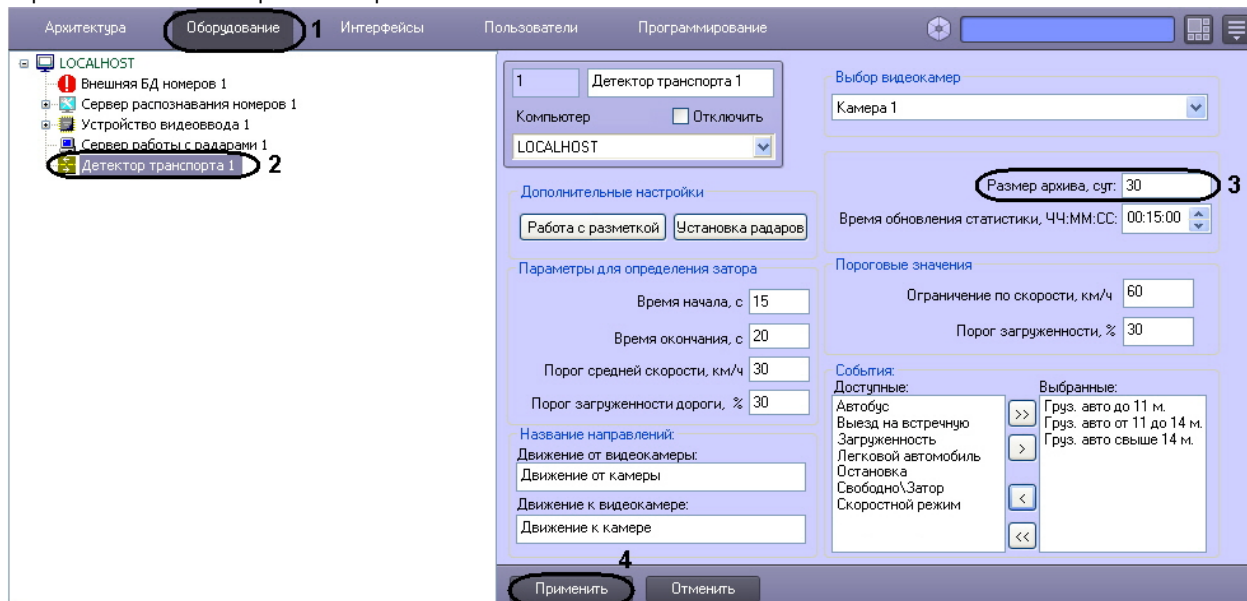 Архитектура Оборудование 1 Интерфейсы Пользователи Программирование
LOCALHOST
Внешняя БД номеров 1
Сервер распознавания номеров 1
Устройство видеоввода 1
Сервер работы с радарами 1
Детектор транспорта 1 2
1 Детектор транспорта 1
Компьютер Отключить
LOCALHOST
Дополнительные настройки
Работа с разметкой Установка радаров
Параметры для определения затора
Время начала, с 15
Время окончания, с 20
Порог средней скорости, км/ч 30
Порог загруженности дороги, % 30
Название направлений:
Движение от видеокамеры:
Движение от камеры
Движение к видеокамере:
Движение к камере
Выбор видеокамер
Камера 1
Размер архива, сут: 30 3
Время обновления статистики, ЧЧ:ММ:СС: 00:15:00
Пороговые значения
Ограничение по скорости, км/ч 60
Порог загруженности, % 30
События:
Доступные:
Автобус
Выезд на встречную
Загруженность
Легковой автомобиль
Остановка
Свободно\Затор
Скоростной режим
>>
>
<
<<
Выбранные:
Груз. авто до 11 м.
Груз. авто от 11 до 14 м.
Груз. авто свыше 14 м.
4
Применить Отменить